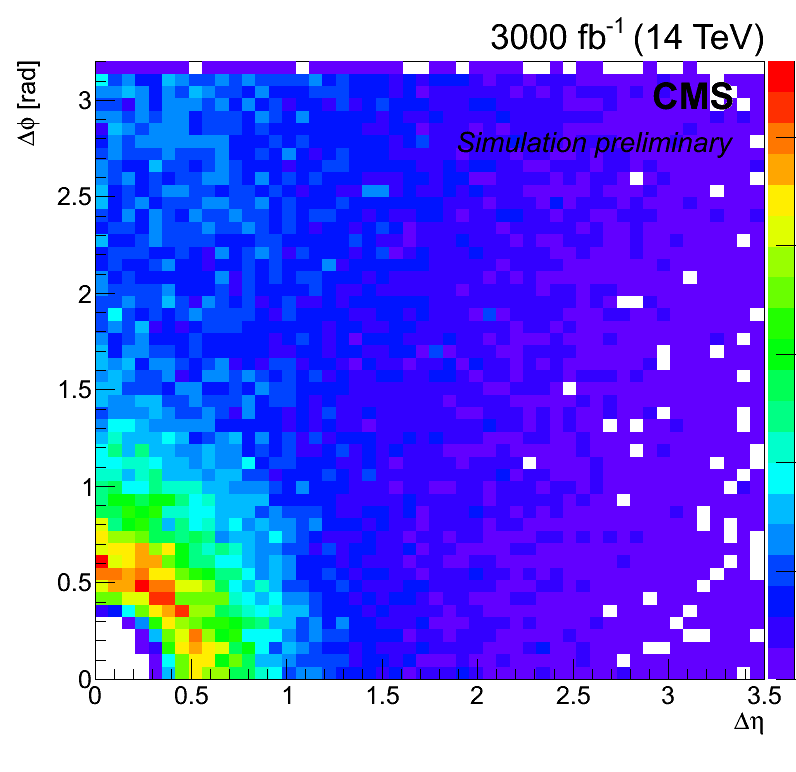 3000 fb-1 (14 TeV)
Δϕ [rad]
CMS
Simulation preliminary
3
2.5
2
1.5
1
0.5
0
0 0.5 1 1.5 2 2.5 3 3.5
Δη